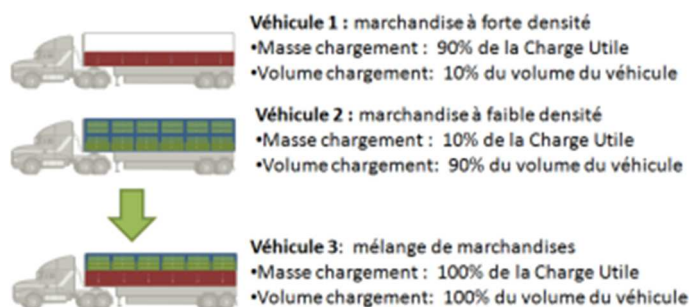 Véhicule 1 : marchandise à forte densité
•Masse chargement : 90% de la Charge Utile
•Volume chargement: 10% du volume du véhicule
Véhicule 2 : marchandise à faible densité
•Masse chargement : 10% de la Charge Utile
•Volume chargement: 90% du volume du véhicule
Véhicule 3: mélange de marchandises
•Masse chargement : 100% de la Charge Utile
•Volume chargement: 100% du volume du véhicule